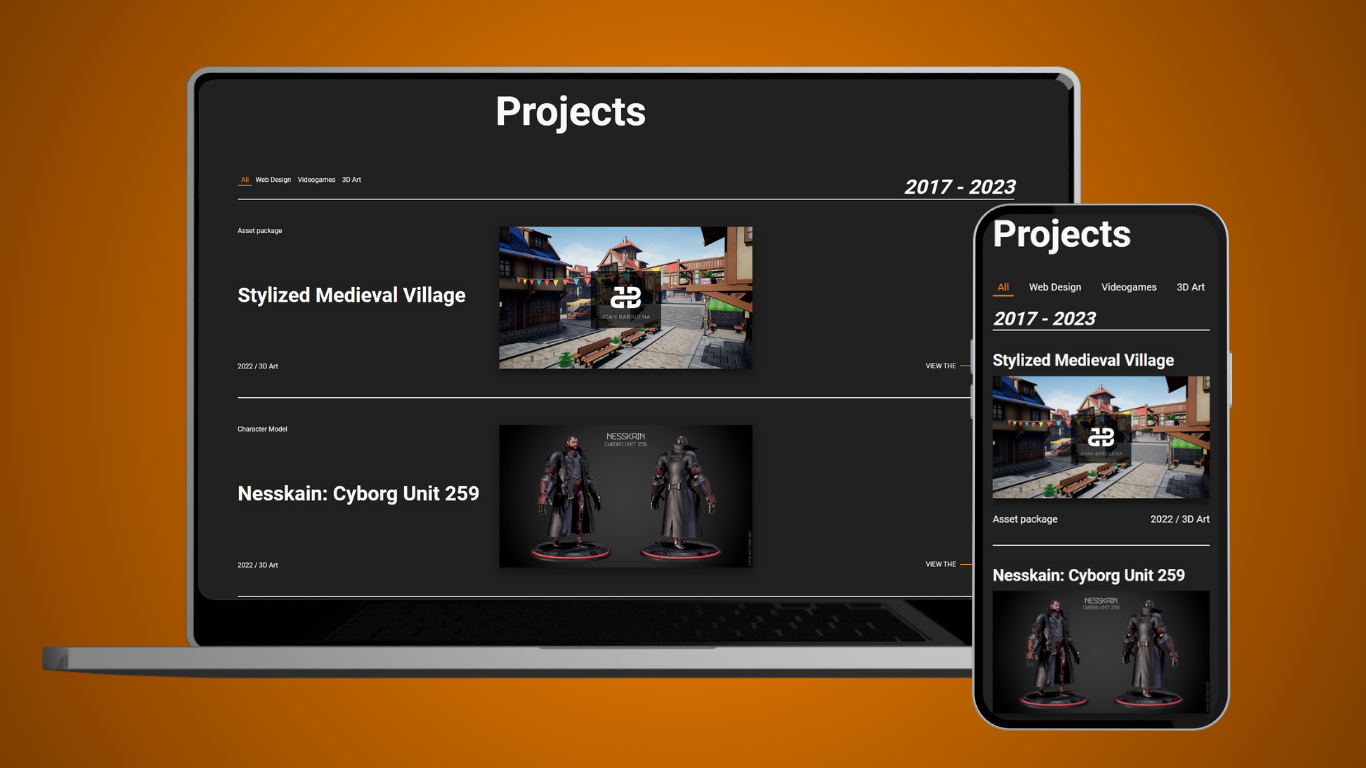 Projects
All Web Design Videogames 3D Art
2017 - 2023
Asset package
Stylized Medieval Village
JOAN BARDUENA
2022 / 3D Art
VIEW THE
Character Model
NESSKAIN
CYBORG UNIT 259
Nesskain: Cyborg Unit 259
2022 / 3D Art
VIEW THE
Projects
All Web Design Videogames 3D Art
2017 - 2023
Stylized Medieval Village
JOAN BARDUENA
Asset package 2022 / 3D Art
Nesskain: Cyborg Unit 259
NESSKAIN
CYBORG UNIT 259